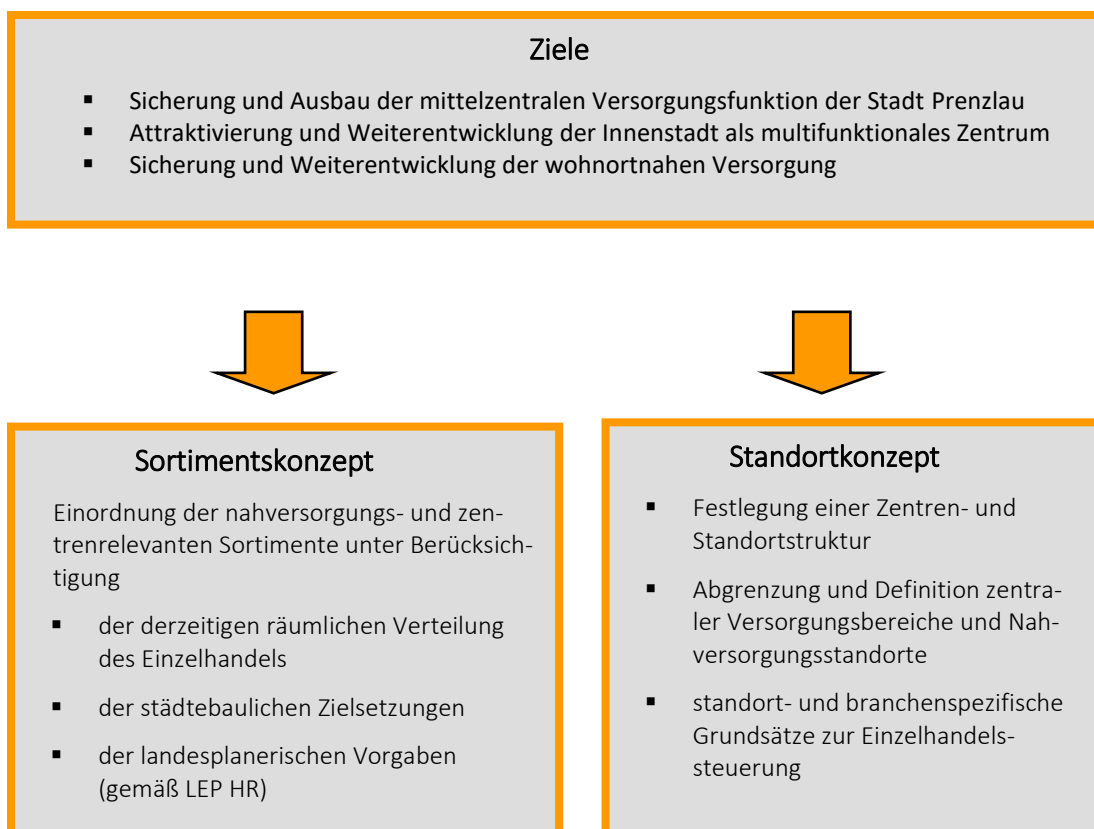 Ziele
▪ Sicherung und Ausbau der mittelzentralen Versorgungsfunktion der Stadt Prenzlau
▪ Attraktivierung und Weiterentwicklung der Innenstadt als multifunktionales Zentrum
▪ Sicherung und Weiterentwicklung der wohnortnahen Versorgung
Sortimentskonzept
Einordnung der nahversorgungs- und zen-
trenrelevanten Sortimente unter Berücksich-
tigung
▪ der derzeitigen räumlichen Verteilung
des Einzelhandels
▪ der städtebaulichen Zielsetzungen
▪ der landesplanerischen Vorgaben
(gemäß LEP HR)
Standortkonzept
▪ Festlegung einer Zentren- und
Standortstruktur
▪ Abgrenzung und Definition zentra-
ler Versorgungsbereiche und Nah-
versorgungsstandorte
▪ standort- und branchenspezifische
Grundsätze zur Einzelhandels-
steuerung